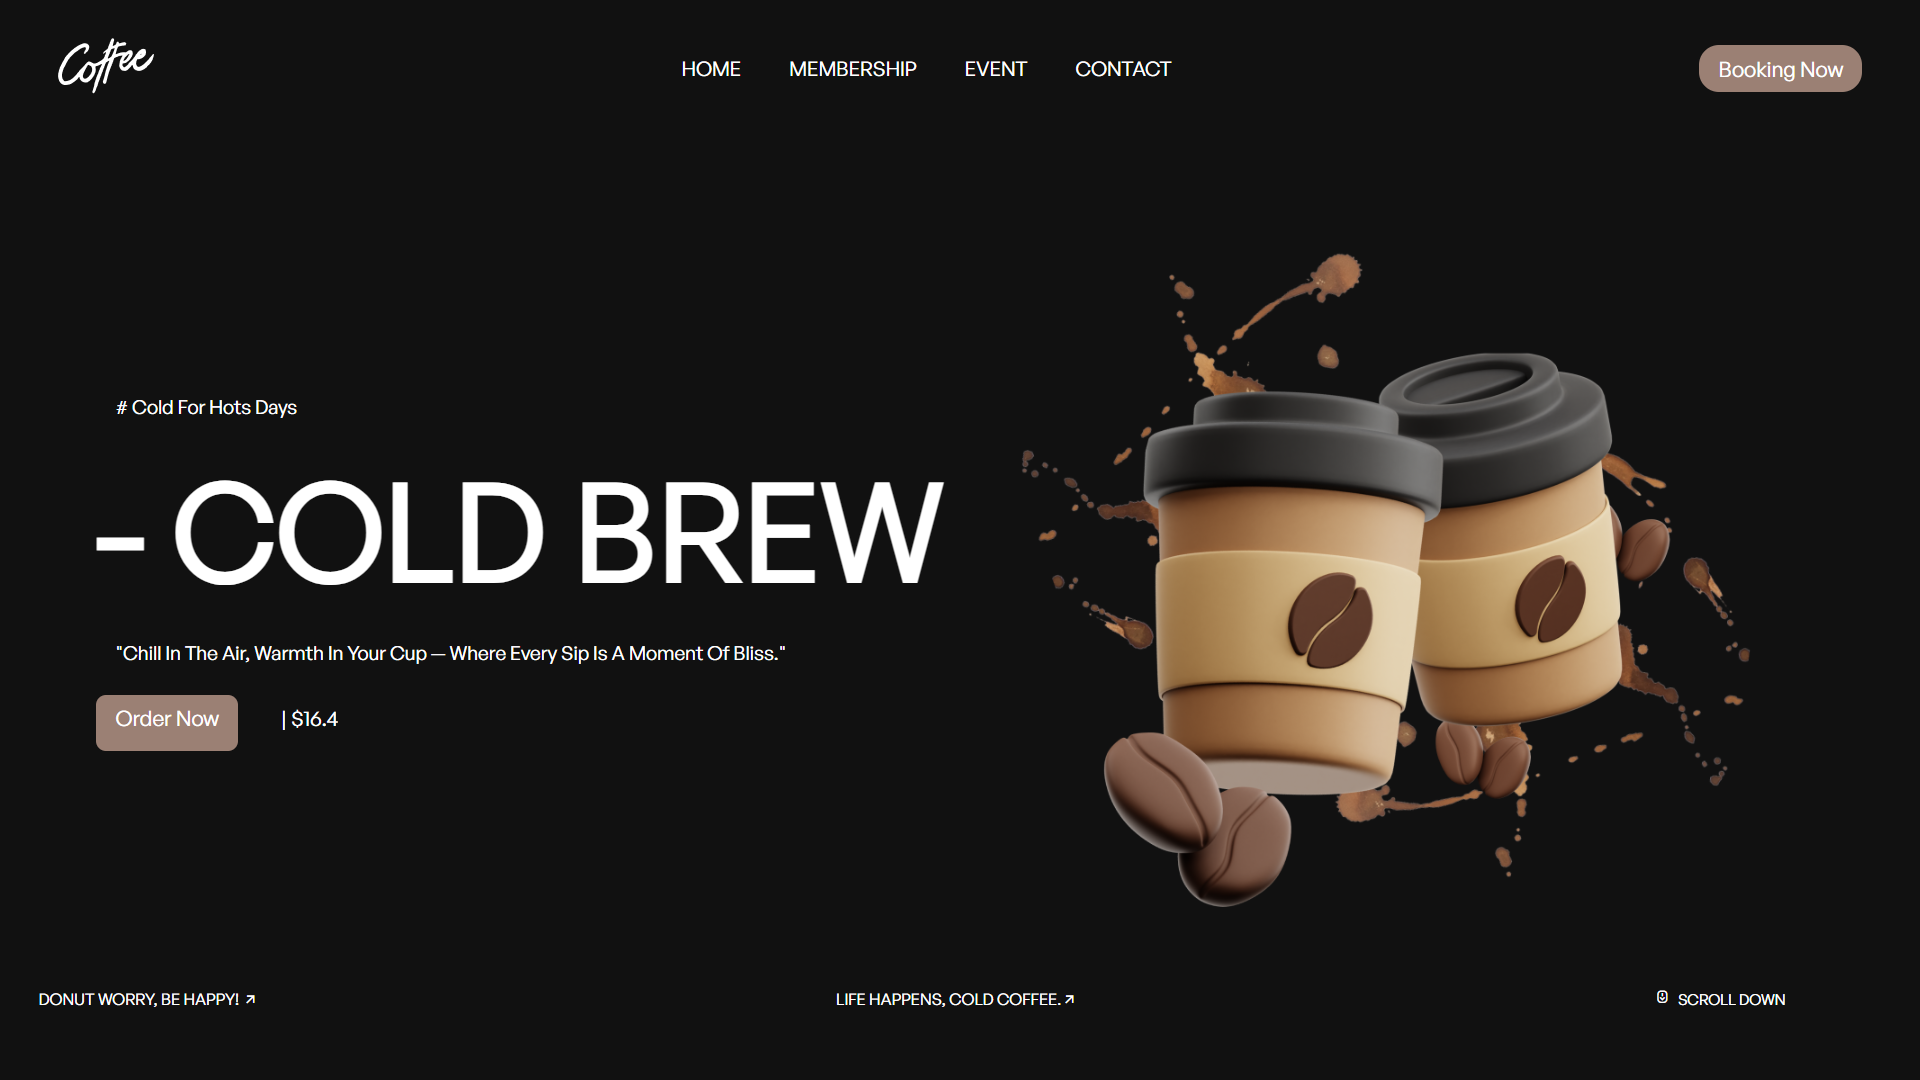 Coffee
HOME MEMBERSHIP EVENT CONTACT
Booking Now
# Cold For Hots Days
- COLD BREW
"Chill In The Air, Warmth In Your Cup — Where Every Sip Is A Moment Of Bliss."
Order Now | $16.4
DONUT WORRY, BE HAPPY!
LIFE HAPPENS, COLD COFFEE.
SCROLL DOWN